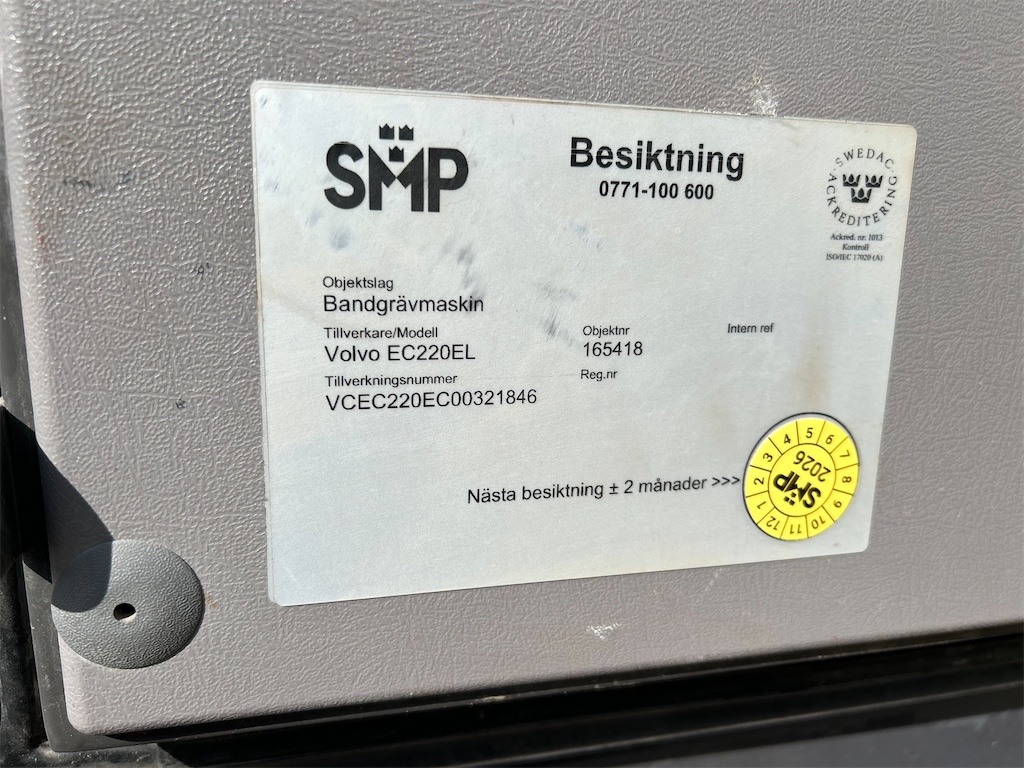 SMP
Besiktning
0771-100 600
SWEDAC ACKREDITERING
Ackred. nr. 1013
Kontroll
ISO/IEC 17020 (A)
Objektslag
Bandgrävmaskin
Tillverkare/Modell
Volvo EC220EL
Objektnr
165418
Intern ref
Tillverkningsnummer
VCEC220EC00321846
Reg.nr
Nästa besiktning ± 2 månader >>>
1 2 3 4 5 6 7 8 9 10 11 12
SMP
2026